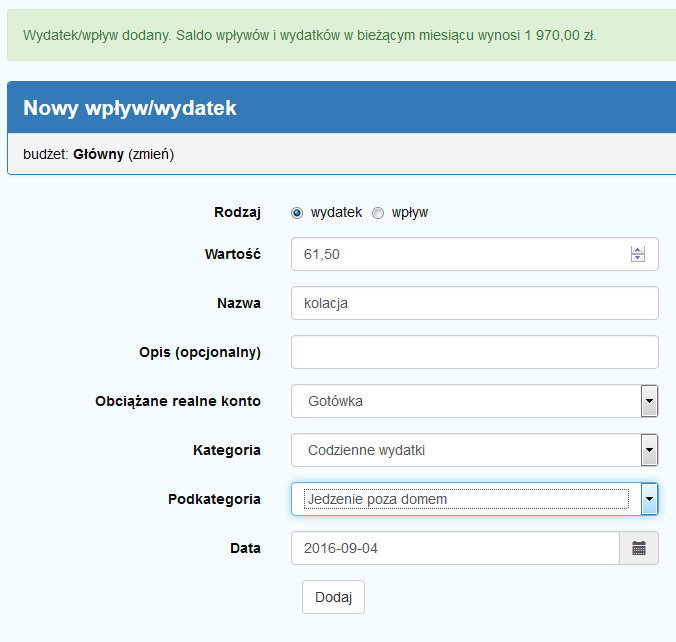 Wydatek/wpływ dodany. Saldo wpływów i wydatków w bieżącym miesiącu wynosi 1 970,00 zł.
Nowy wpływ/wydatek
budżet: Główny (zmień)
Rodzaj wydatek wpływ
Wartość 61,50
Nazwa kolacja
Opis (opcjonalny)
Obciążane realne konto Gotówka
Kategoria Codzienne wydatki
Podkategoria Jedzenie poza domem
Data 2016-09-04
Dodaj